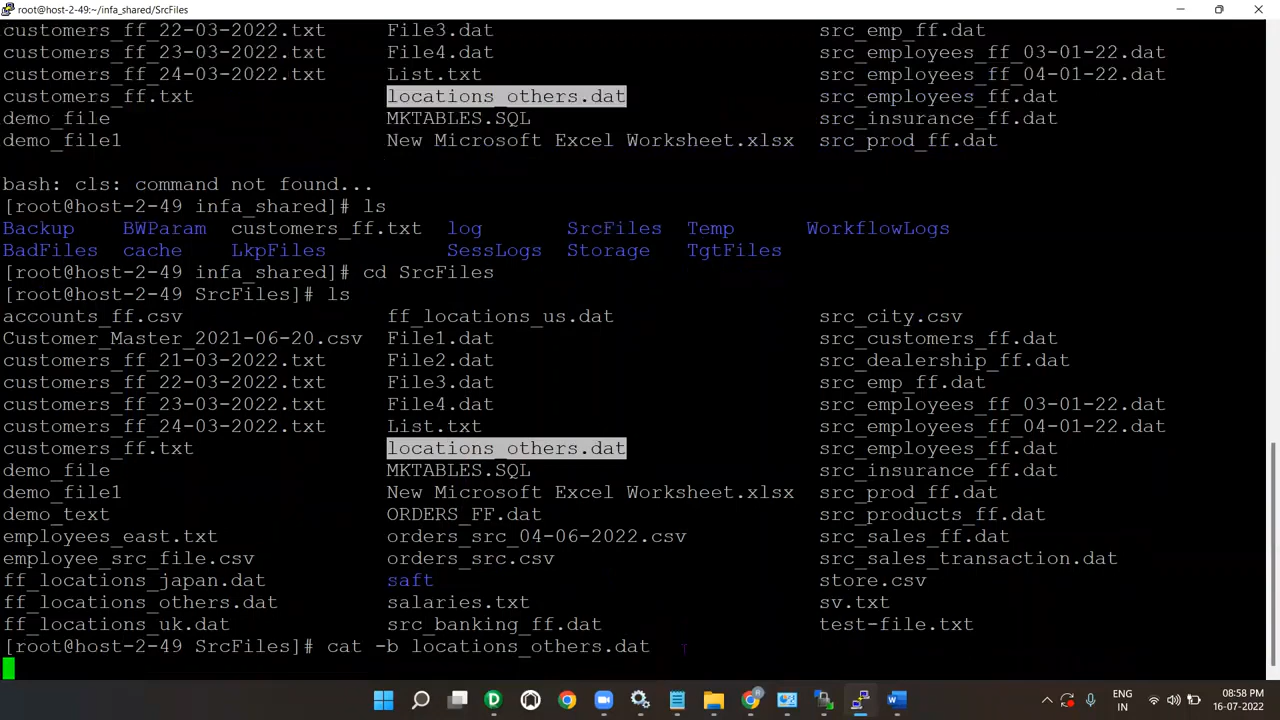 root@host-2-49:~/infa_shared/SrcFiles
customers_ff_22-03-2022.txt File3.dat src_emp_ff.dat
customers_ff_23-03-2022.txt File4.dat src_employees_ff_03-01-22.dat
customers_ff_24-03-2022.txt List.txt src_employees_ff_04-01-22.dat
customers_ff.txt locations_others.dat src_employees_ff.dat
demo_file MKTABLES.SQL src_insurance_ff.dat
demo_file1 New Microsoft Excel Worksheet.xlsx src_prod_ff.dat
bash: cls: command not found...
[root@host-2-49 infa_shared]# ls
Backup BWParam customers_ff.txt log SrcFiles Temp WorkflowLogs
BadFiles cache LkpFiles SessLogs Storage TgtFiles
[root@host-2-49 infa_shared]# cd SrcFiles
[root@host-2-49 SrcFiles]# ls
accounts_ff.csv ff_locations_us.dat src_city.csv
Customer_Master_2021-06-20.csv File1.dat src_customers_ff.dat
customers_ff_21-03-2022.txt File2.dat src_dealership_ff.dat
customers_ff_22-03-2022.txt File3.dat src_emp_ff.dat
customers_ff_23-03-2022.txt File4.dat src_employees_ff_03-01-22.dat
customers_ff_24-03-2022.txt List.txt src_employees_ff_04-01-22.dat
customers_ff.txt locations_others.dat src_employees_ff.dat
demo_file MKTABLES.SQL src_insurance_ff.dat
demo_file1 New Microsoft Excel Worksheet.xlsx src_prod_ff.dat
demo_text ORDERS_FF.dat src_products_ff.dat
employees_east.txt orders_src_04-06-2022.csv src_sales_ff.dat
employee_src_file.csv orders_src.csv src_sales_transaction.dat
ff_locations_japan.dat saft store.csv
ff_locations_others.dat salaries.txt sv.txt
ff_locations_uk.dat src_banking_ff.dat test-file.txt
[root@host-2-49 SrcFiles]# cat -b locations_others.dat
ENG 08:58 PM
IN 16-07-2022